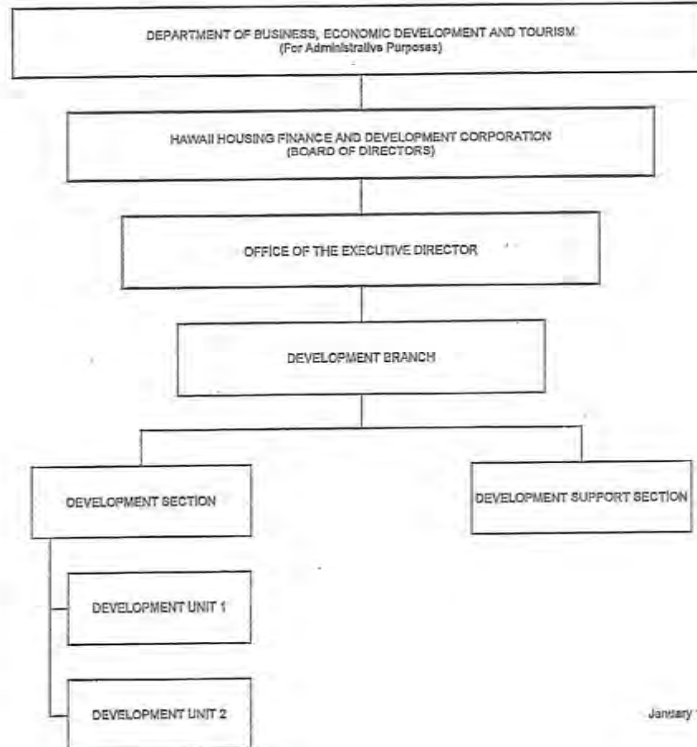 DEPARTMENT OF BUSINESS, ECONOMIC DEVELOPMENT AND TOURISM
(For Administrative Purposes)
HAWAII HOUSING FINANCE AND DEVELOPMENT CORPORATION
(BOARD OF DIRECTORS)
OFFICE OF THE EXECUTIVE DIRECTOR
DEVELOPMENT BRANCH
DEVELOPMENT SECTION
DEVELOPMENT SUPPORT SECTION
DEVELOPMENT UNIT 1
DEVELOPMENT UNIT 2
January